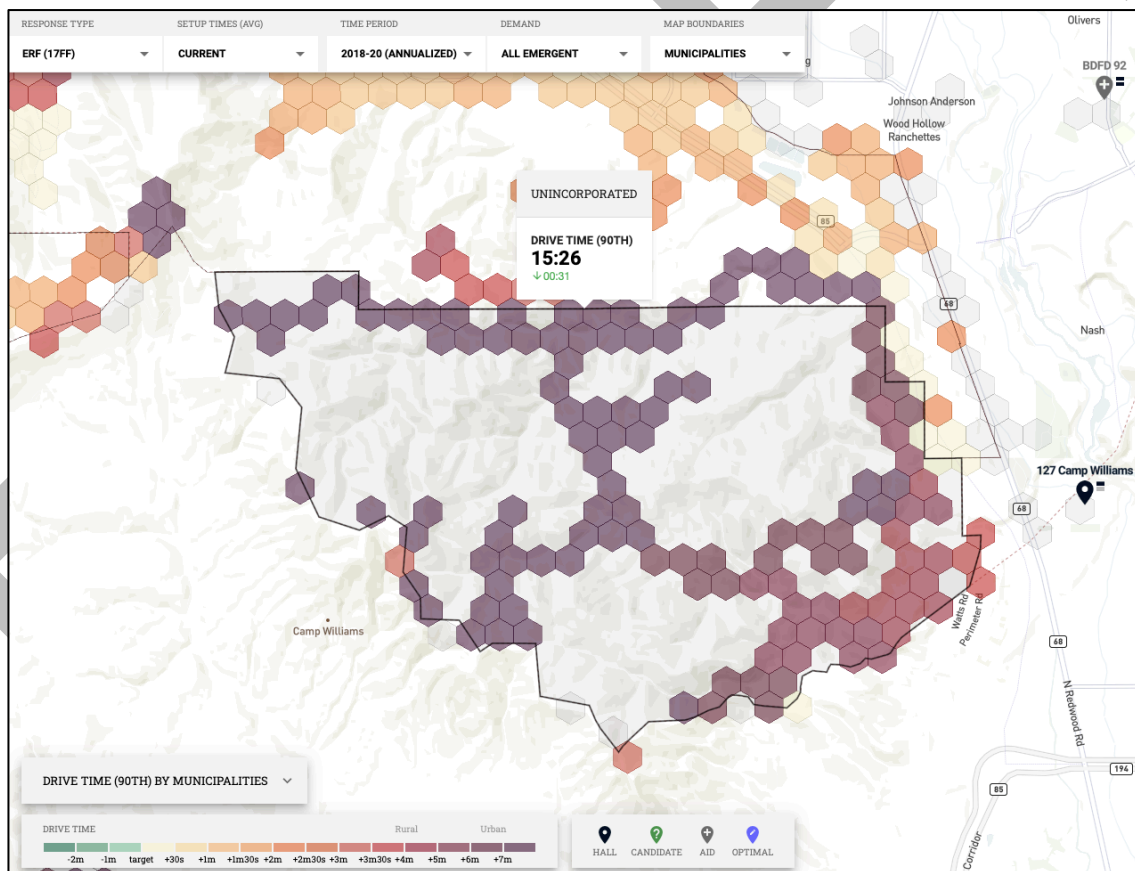 RESPONSE TYPE SETUP TIMES (AVG) TIME PERIOD DEMAND MAP BOUNDARIES
ERF (17FF) CURRENT 2018-20 (ANNUALIZED) ALL EMERGENT MUNICIPALITIES
Olivers
BDFD 92
Johnson Anderson
Wood Hollow
Ranchettes
UNINCORPORATED
85
DRIVE TIME (90TH)
15:26
↓00:31
68
Nash
127 Camp Williams
68
Watts Rd
Perimeter Rd
Camp Williams
68
N Redwood Rd
194
85
Corridor
DRIVE TIME (90TH) BY MUNICIPALITIES
DRIVE TIME Rural Urban
-2m -1m target +30s +1m +1m30s +2m +2m30s +3m +3m30s +4m +5m +6m +7m
HALL CANDIDATE AID OPTIMAL